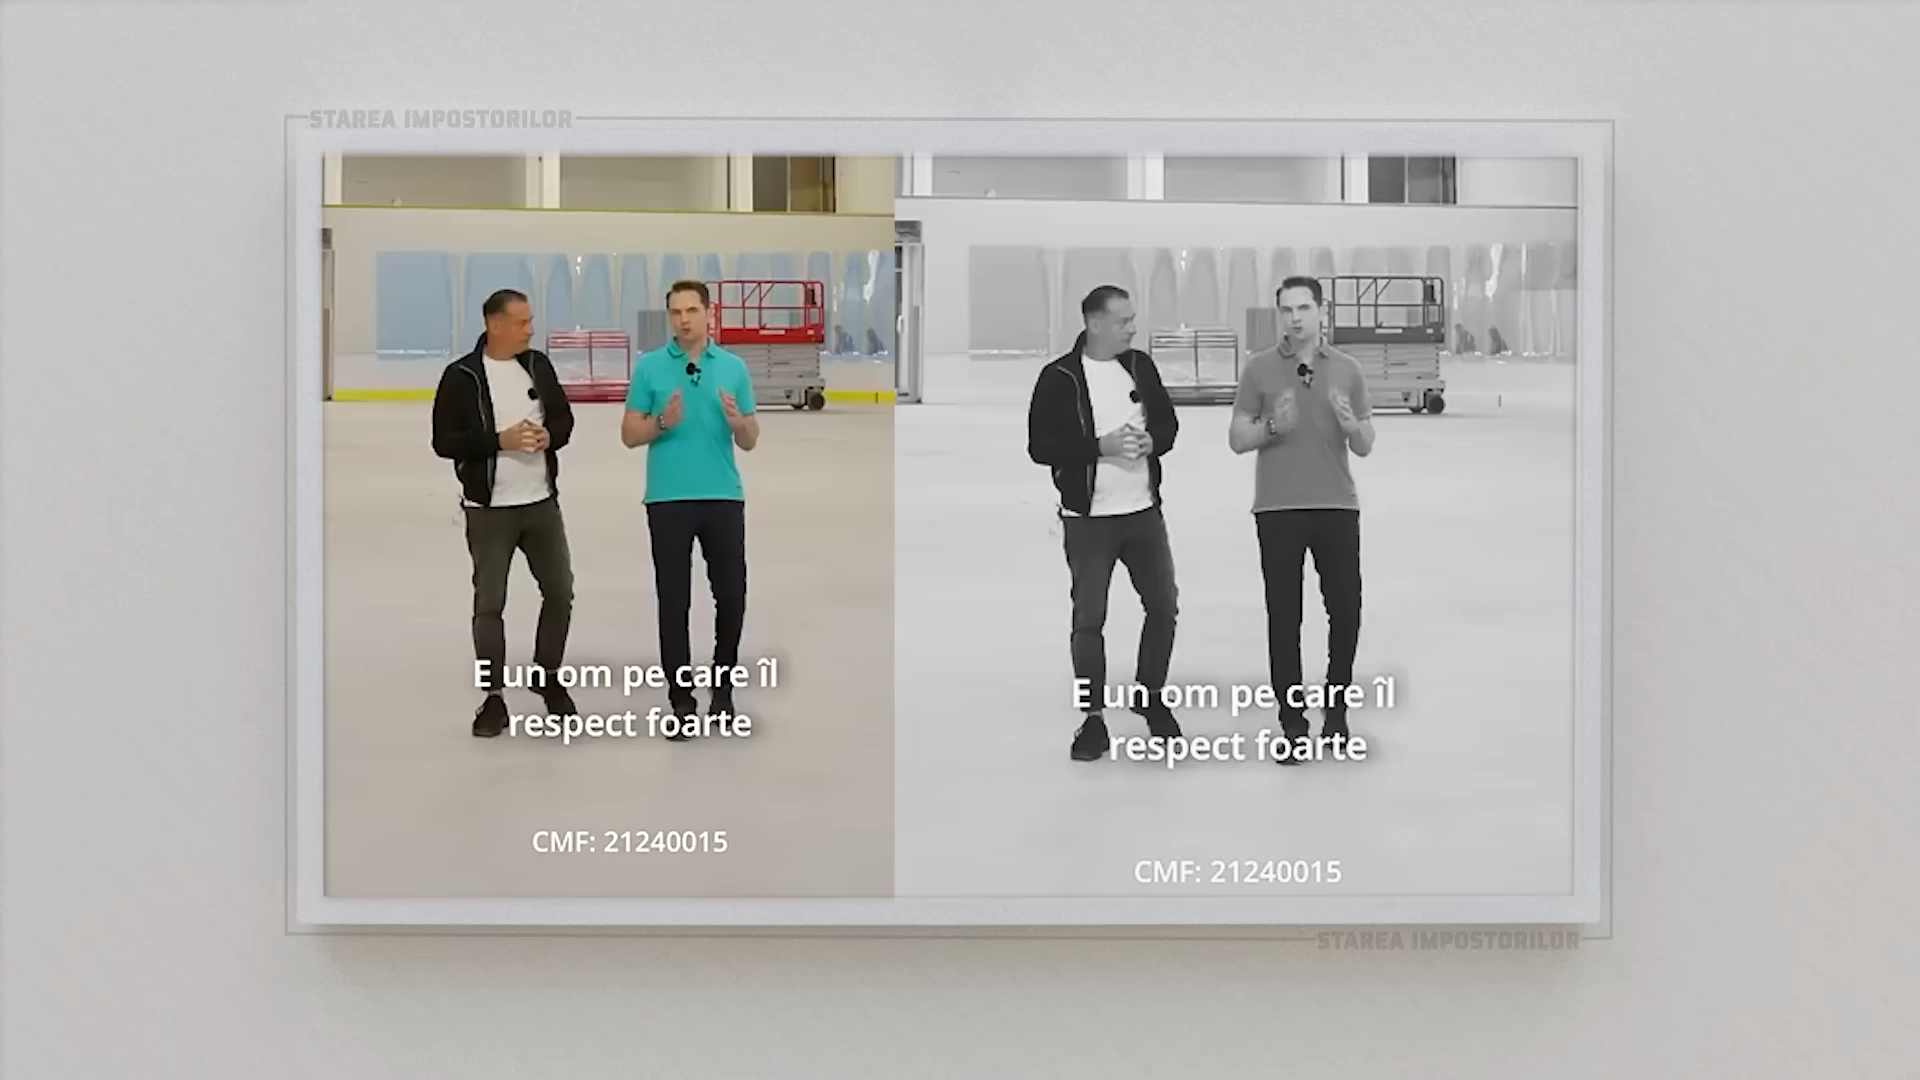 STAREA IMPOSTORILOR
E un om pe care îl
respect foarte
CMF: 21240015
E un om pe care îl
respect foarte
CMF: 21240015
STAREA IMPOSTORILOR